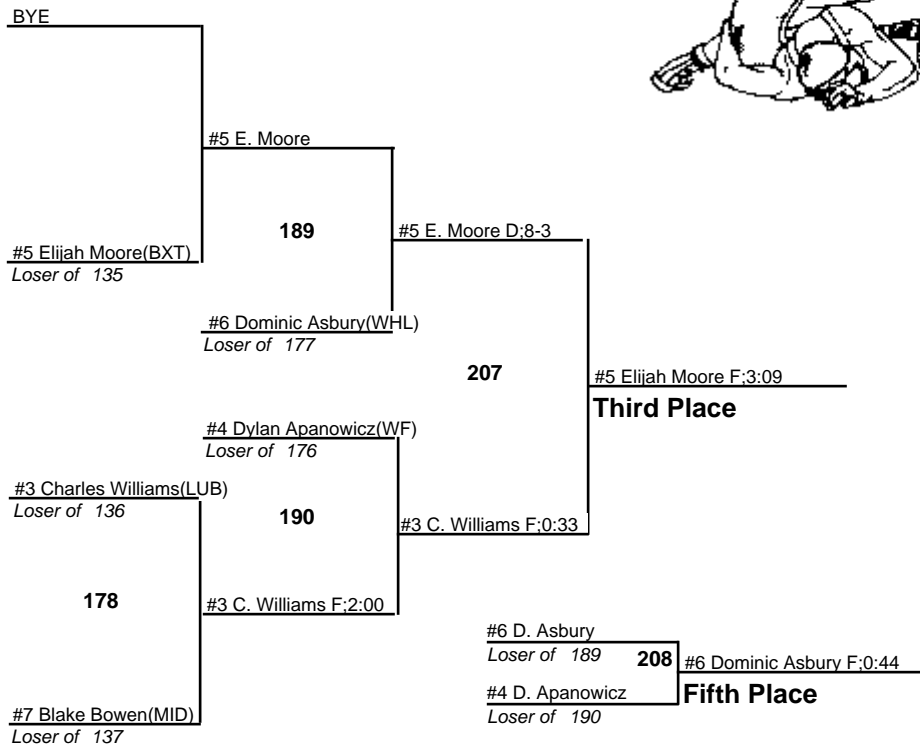 BYE
#5 E. Moore
189
#5 E. Moore D;8-3
#5 Elijah Moore(BXT)
Loser of 135
#6 Dominic Asbury(WHL)
Loser of 177
207
#5 Elijah Moore F;3:09
Third Place
#4 Dylan Apanowicz(WF)
Loser of 176
#3 Charles Williams(LUB)
Loser of 136
190
#3 C. Williams F;0:33
178
#3 C. Williams F;2:00
#6 D. Asbury
Loser of 189
208
#6 Dominic Asbury F;0:44
#4 D. Apanowicz
Fifth Place
Loser of 190
#7 Blake Bowen(MID)
Loser of 137